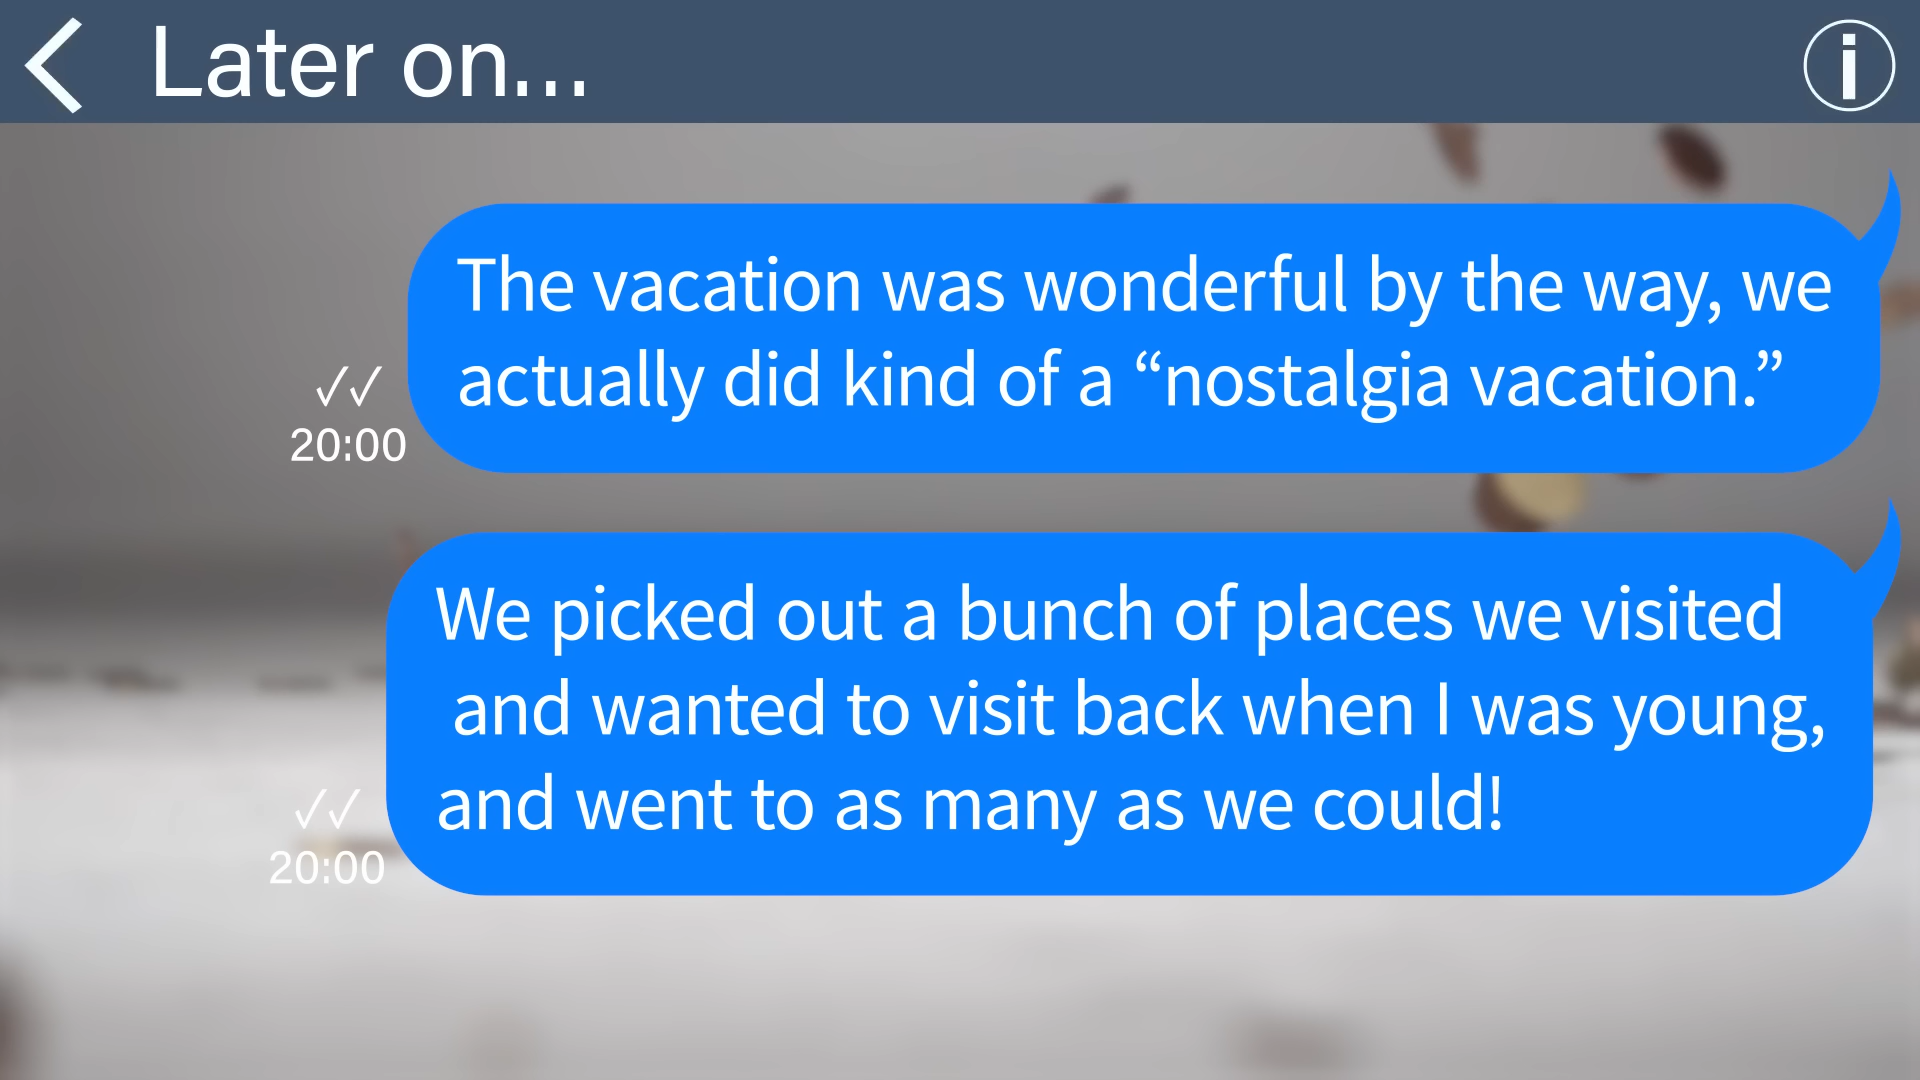 Later on...
The vacation was wonderful by the way, we
actually did kind of a “nostalgia vacation.”
✓✓
20:00
We picked out a bunch of places we visited
and wanted to visit back when I was young,
and went to as many as we could!
✓✓
20:00